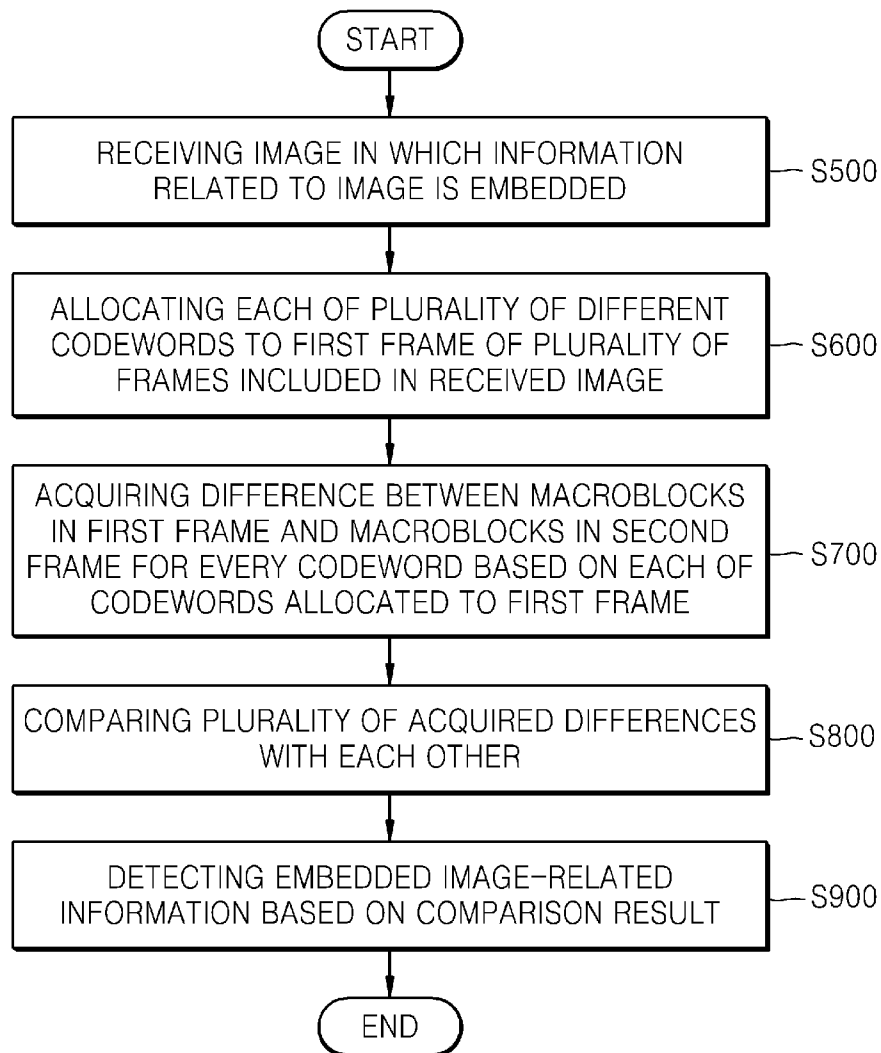 START
RECEIVING IMAGE IN WHICH INFORMATION
RELATED TO IMAGE IS EMBEDDED
S500
ALLOCATING EACH OF PLURALITY OF DIFFERENT
CODEWORDS TO FIRST FRAME OF PLURALITY OF
FRAMES INCLUDED IN RECEIVED IMAGE
S600
ACQUIRING DIFFERENCE BETWEEN MACROBLOCKS
IN FIRST FRAME AND MACROBLOCKS IN SECOND
FRAME FOR EVERY CODEWORD BASED ON EACH OF
CODEWORDS ALLOCATED TO FIRST FRAME
S700
COMPARING PLURALITY OF ACQUIRED DIFFERENCES
WITH EACH OTHER
S800
DETECTING EMBEDDED IMAGE-RELATED
INFORMATION BASED ON COMPARISON RESULT
S900
END